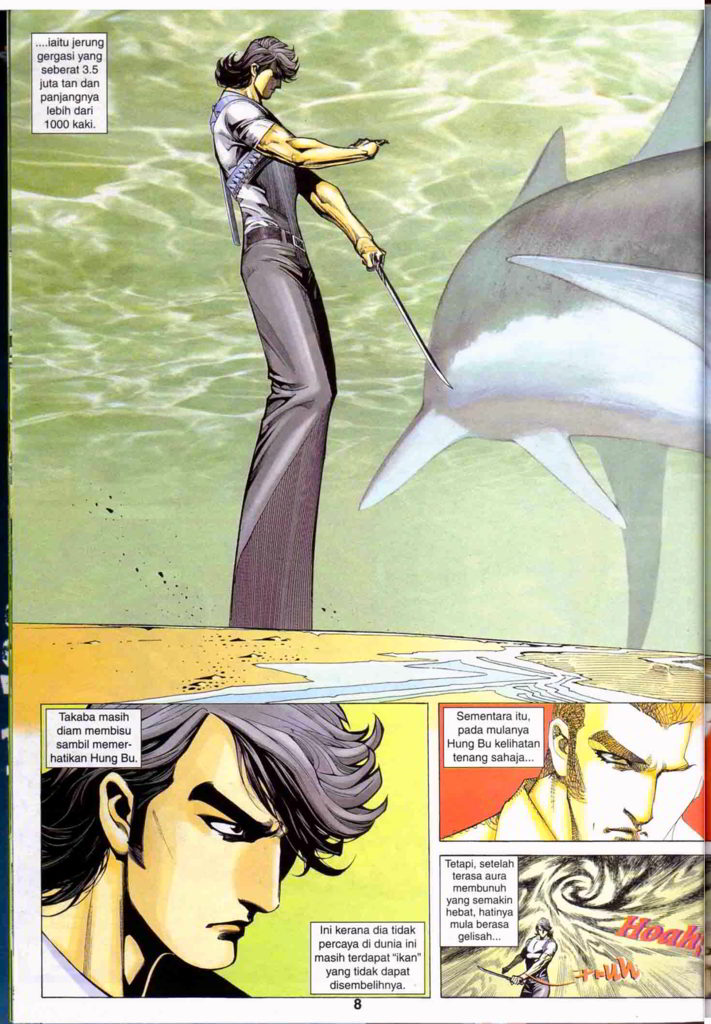 ....iaitu jerung
gergasi yang
seberat 3.5
juta tan dan
panjangnya
lebih dari
1000 kaki.
Takaba masih
diam membisu
sambil memer-
hatikan Hung Bu.
Ini kerana dia tidak
percaya di dunia ini
masih terdapat "ikan"
yang tidak dapat
disembelihnya.
Sementara itu,
pada mulanya
Hung Bu kelihatan
tenang sahaja...
Tetapi, setelah
terasa aura
membunuh
yang semakin
hebat, hatinya
mula berasa
gelisah...
Hoah
8